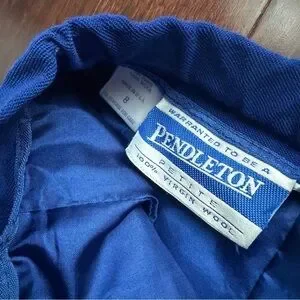 8
WARRANTED TO BE A
PENDLETON
PETITE
100% VIRGIN WOOL